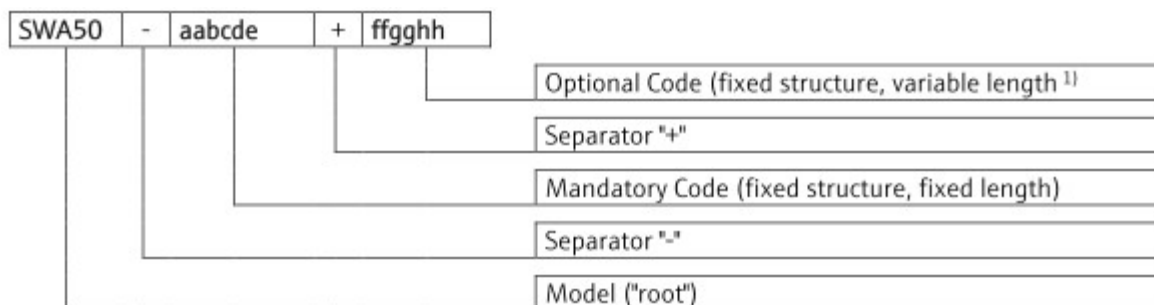 SWA50 - aabcde + ffgghh
Optional Code (fixed structure, variable length 1)
Separator "+"
Mandatory Code (fixed structure, fixed length)
Separator "-"
Model ("root")